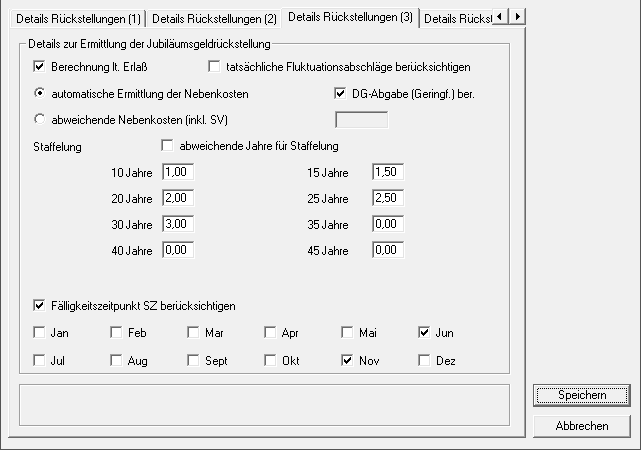 Details Rückstellungen (1) Details Rückstellungen (2) Details Rückstellungen (3) Details Rückst
Details zur Ermittlung der Jubiläumsgeldrückstellung
Berechnung lt. Erlaß tatsächliche Fluktuationsabschläge berücksichtigen
automatische Ermittlung der Nebenkosten DG-Abgabe (Geringf.) ber.
abweichende Nebenkosten (inkl. SV)
Staffelung abweichende Jahre für Staffelung
10 Jahre 1,00 15 Jahre 1,50
20 Jahre 2,00 25 Jahre 2,50
30 Jahre 3,00 35 Jahre 0,00
40 Jahre 0,00 45 Jahre 0,00
Fälligkeitszeitpunkt SZ berücksichtigen
Jan Feb Mar Apr Mai Jun
Jul Aug Sept Okt Nov Dez
Speichern
Abbrechen